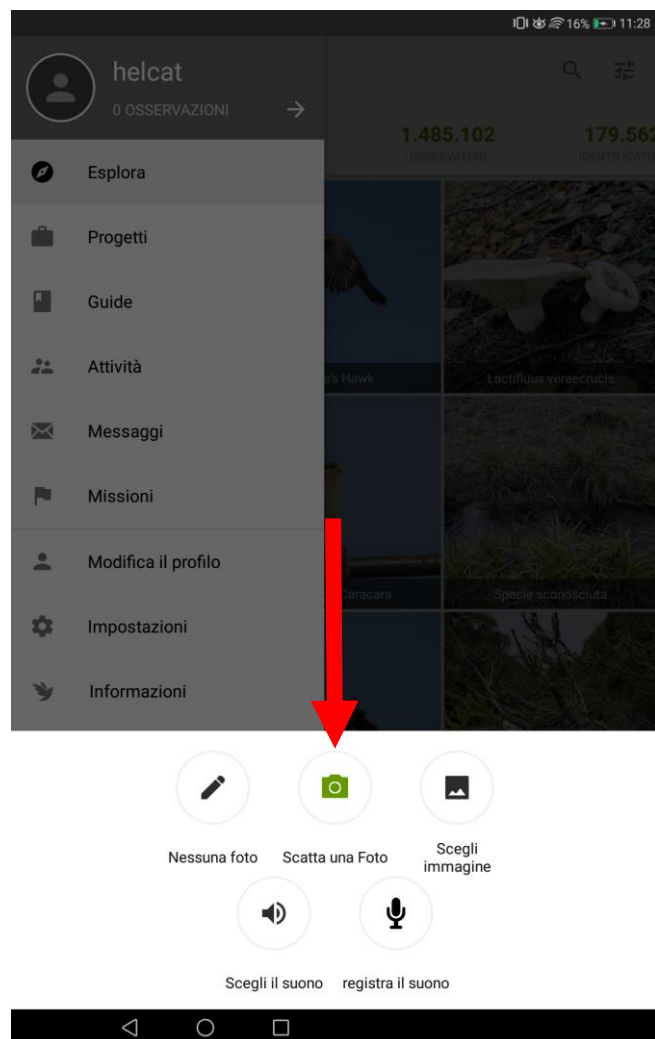 16% 11:28
helcat
0 OSSERVAZIONI
1.485.102
179.562
OSSERVATORI
IDENTIFICATO
Esplora
Progetti
Guide
Attività
Messaggi
Missioni
Modifica il profilo
Impostazioni
Informazioni
's Hawk
Lactifluus veraecrucis
Caracara
Specie sconosciuta
Nessuna foto
Scatta una Foto
Scegli
immagine
Scegli il suono
registra il suono